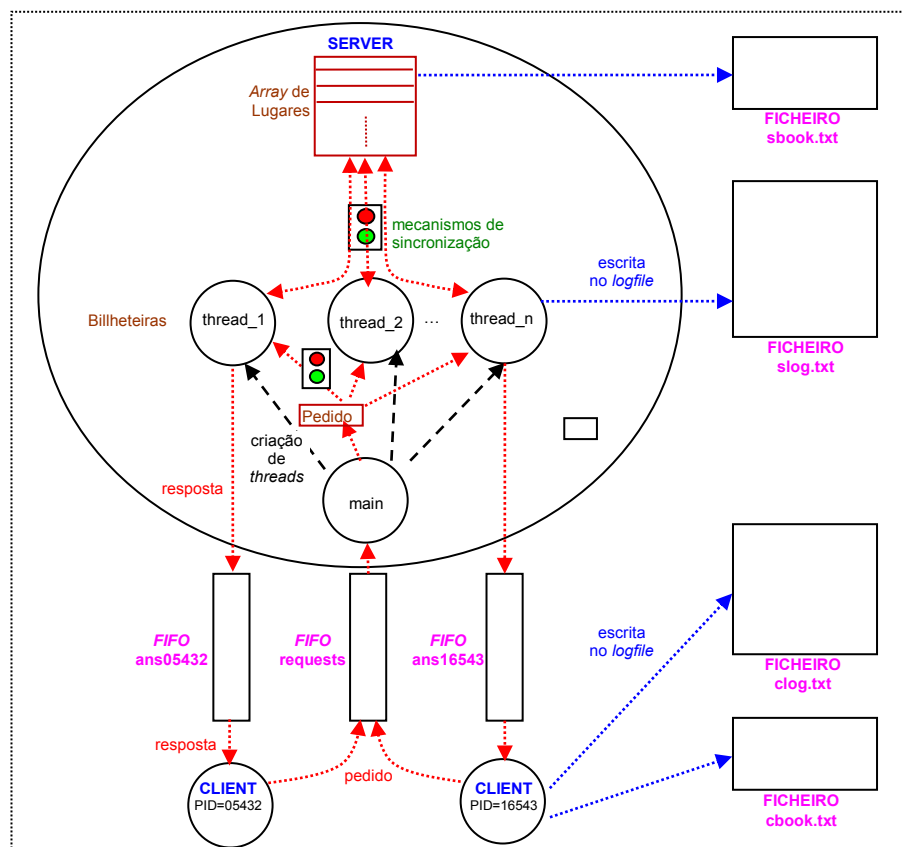 SERVER
Array de
Lugares
FICHEIRO
sbook.txt
mecanismos de
sincronização
escrita
no logfile
Billheteiras
thread_1
thread_2
...
thread_n
FICHEIRO
slog.txt
Pedido
criação
de
threads
resposta
main
FIFO
ans05432
FIFO
requests
FIFO
ans16543
escrita
no logfile
FICHEIRO
clog.txt
resposta
pedido
CLIENT
PID=05432
CLIENT
PID=16543
FICHEIRO
cbook.txt